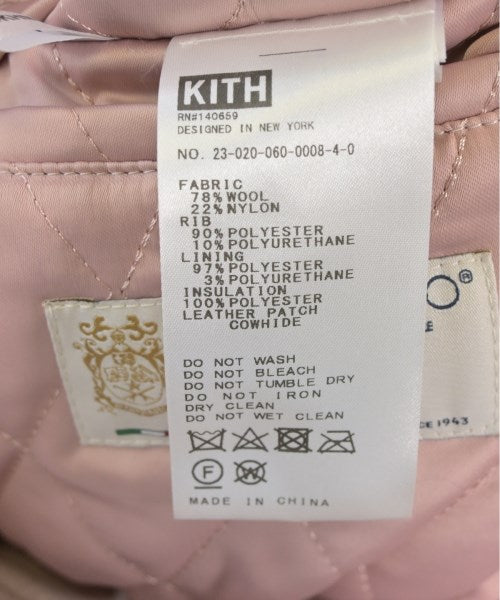 KITH
RN#140659
DESIGNED IN NEW YORK
NO. 23-020-060-0008-4-0
FABRIC
78%WOOL
22%NYLON
RIB
90%POLYESTER
10%POLYURETHANE
LINING
97%POLYESTER
3%POLYURETHANE
INSULATION
100%POLYESTER
LEATHER PATCH
COWHIDE
DO NOT WASH
DO NOT BLEACH
DO NOT TUMBLE DRY
DO NOT IRON
DRY CLEAN
DO NOT WET CLEAN
F
W
MADE IN CHINA
O®
E
CE 1943